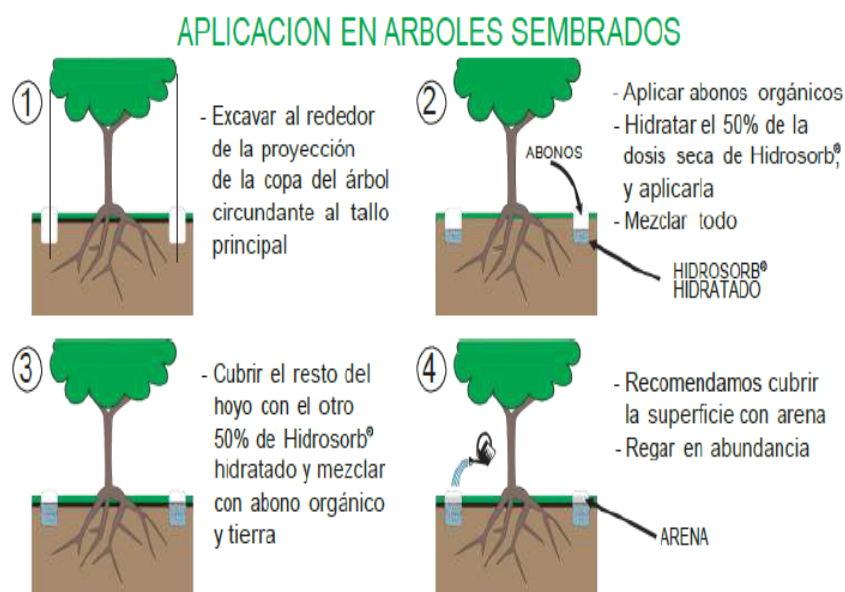 APLICACION EN ARBOLES SEMBRADOS
1
- Excavar al rededor
de la proyección
de la copa del árbol
circundante al tallo
principal
2
- Aplicar abonos orgánicos
- Hidratar el 50% de la
dosis seca de Hidrosorb®,
y aplicarla
- Mezclar todo
ABONOS
HIDROSORB®
HIDRATADO
3
- Cubrir el resto del
hoyo con el otro
50% de Hidrosorb®
hidratado y mezclar
con abono orgánico
y tierra
4
- Recomendamos cubrir
la superficie con arena
- Regar en abundancia
ARENA